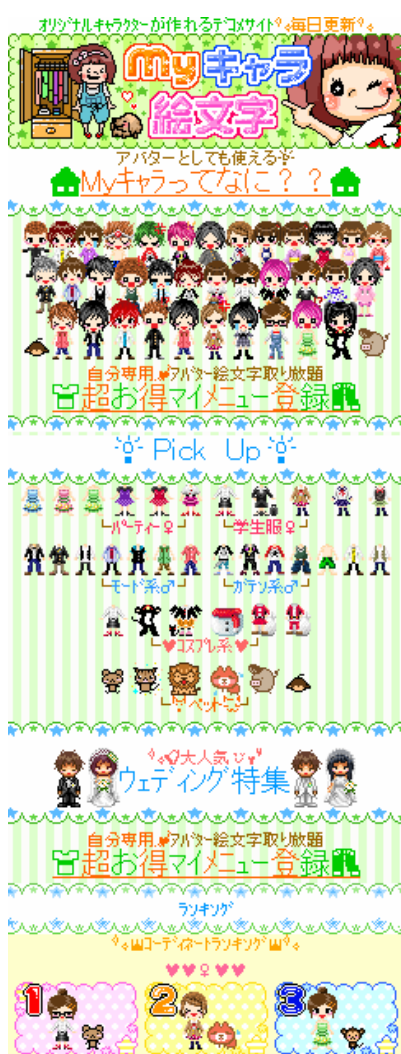 オリジナルキャラクターが作れるデコメサイト 毎日更新
Myキャラ
絵文字
アバターとしても使える
Myキャラってなに？？
自分専用アバター絵文字取り放題
超お得マイメニュー登録
Pick Up
パーティー♀ 学生服♀
モード系♂ ガテン系♂
♥コスプレ系♥
ペット
大人気
ウェディング特集
自分専用アバター絵文字取り放題
超お得マイメニュー登録
ランキング
コーディネートランキング
♥♥♀♥♥
1 2 3